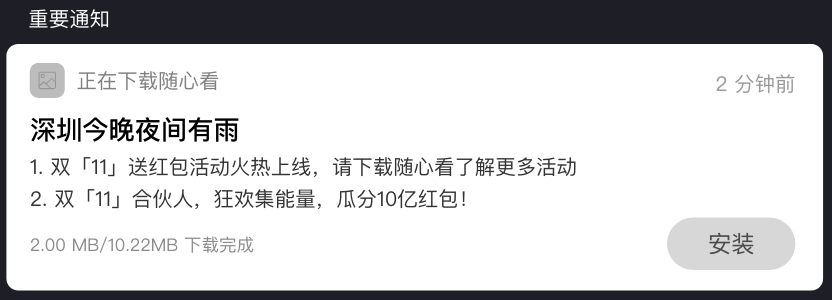 重要通知
正在下载随心看
2 分钟前
深圳今晚夜间有雨
1. 双「11」送红包活动火热上线，请下载随心看了解更多活动
2. 双「11」合伙人，狂欢集能量，瓜分10亿红包！
2.00 MB/10.22MB 下载完成
安装